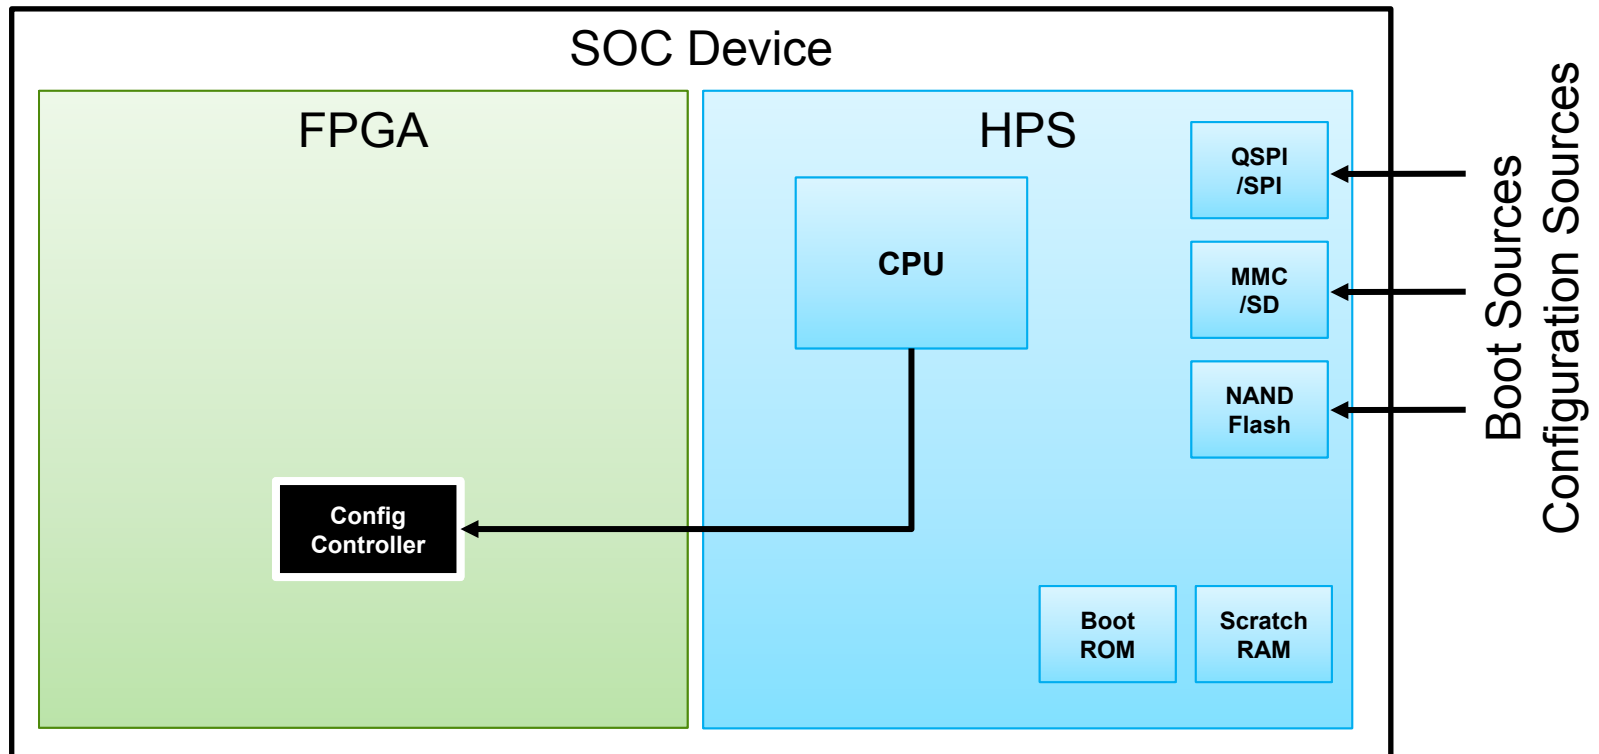 SOC Device
FPGA
HPS
QSPI
/SPI
CPU
MMC
/SD
NAND
Flash
Config
Controller
Boot
ROM
Scratch
RAM
Boot Sources
Configuration Sources